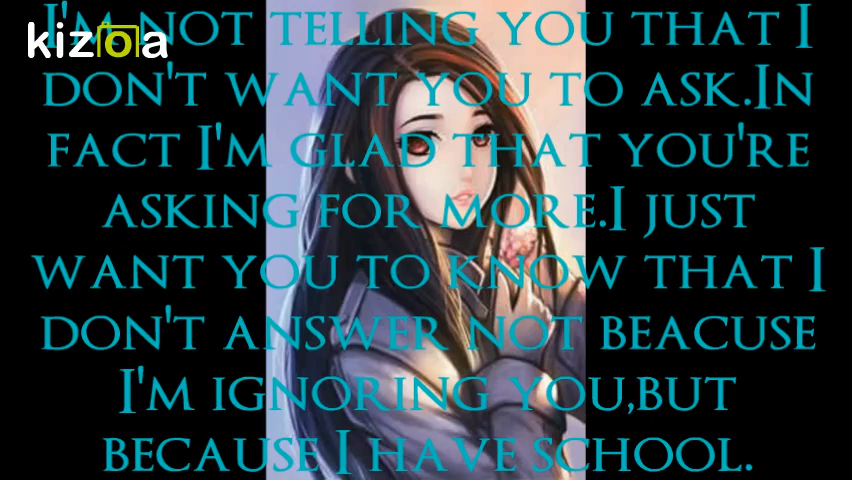 kizoa
I'm not telling you that I
don't want you to ask.In
fact I'm glad that you're
asking for more.I just
want you to know that I
don't answer not beacuse
I'm ignoring you,but
because I have school.